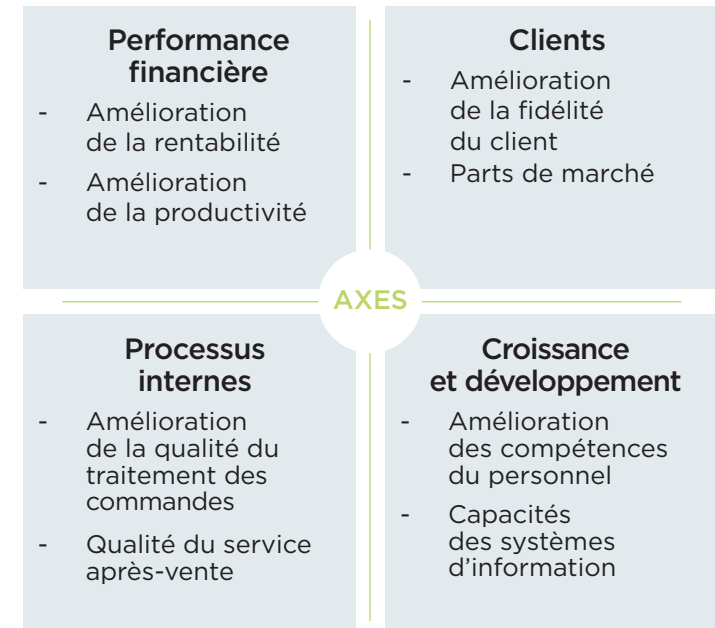 Performance
financière
- Amélioration
de la rentabilité
- Amélioration
de la productivité
Clients
- Amélioration
de la fidélité
du client
- Parts de marché
AXES
Processus
internes
- Amélioration
de la qualité du
traitement des
commandes
- Qualité du service
après-vente
Croissance
et développement
- Amélioration
des compétences
du personnel
- Capacités
des systèmes
d’information